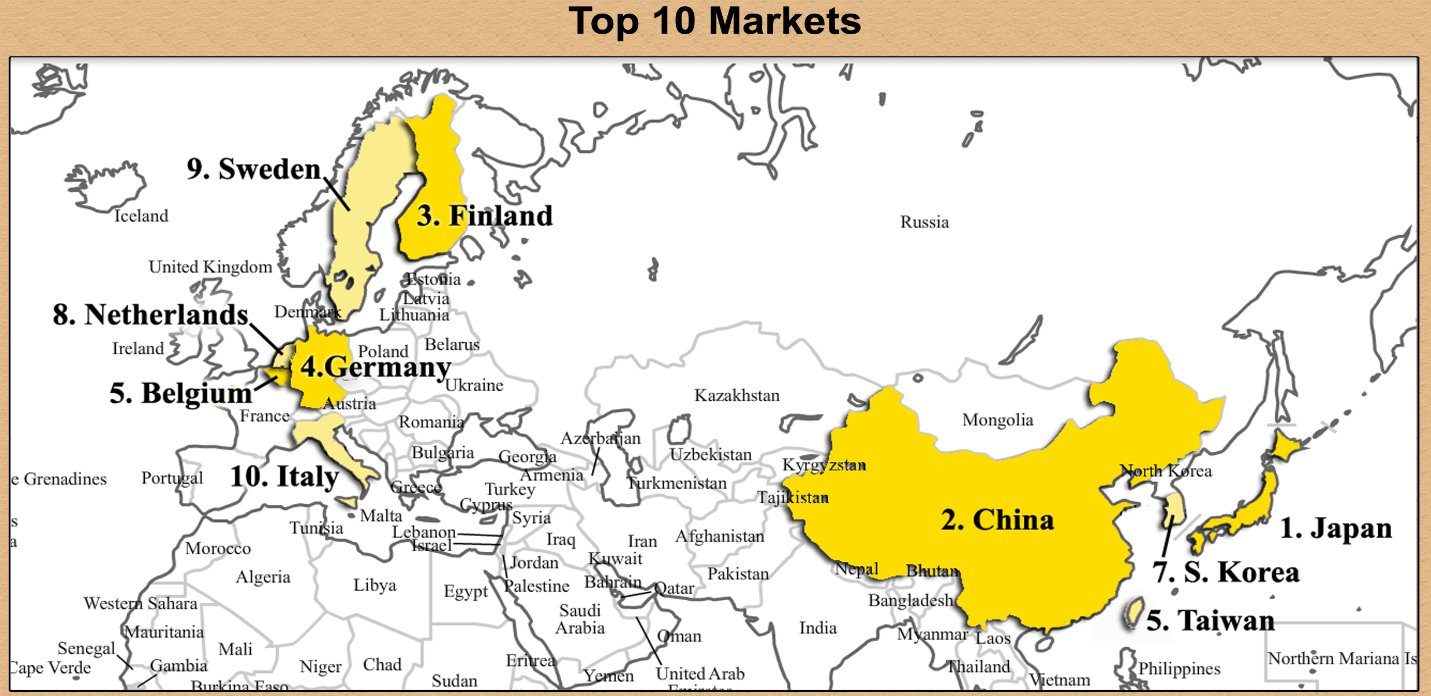 Top 10 Markets
9. Sweden
3. Finland
Iceland
Russia
United Kingdom
Estonia
Latvia
Lithuania
8. Netherlands
Denmark
Ireland
Poland
Belarus
4.Germany
5. Belgium
Ukraine
Austria
France
Romania
Kazakhstan
Mongolia
Bulgaria
Georgia
Azerbaijan
Armenia
Uzbekistan
Turkmenistan
Kyrgyzstan
Tajikistan
North Korea
e Grenadines
Portugal
10. Italy
Greece
Turkey
Cyprus
Malta
Syria
s
a
Tunisia
Lebanon
Israel
2. China
1. Japan
Morocco
Iraq
Iran
Afghanistan
Jordan
Kuwait
Algeria
Libya
Egypt
Palestine
Bahrain
Qatar
Pakistan
Nepal
Bhutan
7. S. Korea
Western Sahara
Saudi
Arabia
Bangladesh
5. Taiwan
Mauritania
Oman
India
Myanmar
Laos
Senegal
Mali
Cape Verde
Gambia
Niger
Chad
Eritrea
Yemen
United Arab
Emirates
Thailand
Vietnam
Philippines
Northern Mariana Is
Burkina Faso
Sudan